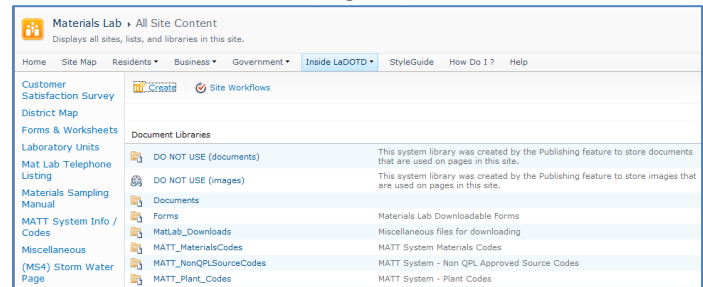 Materials Lab ▸ All Site Content
Displays all sites, lists, and libraries in this site.
Home Site Map Residents Business Government Inside LaDOTD StyleGuide How Do I ? Help
Customer Satisfaction Survey
District Map
Forms & Worksheets
Laboratory Units
Mat Lab Telephone Listing
Materials Sampling Manual
MATT System Info / Codes
Miscellaneous
(MS4) Storm Water Page
Create Site Workflows
Document Libraries
DO NOT USE (documents) This system library was created by the Publishing feature to store documents that are used on pages in this site.
DO NOT USE (images) This system library was created by the Publishing feature to store images that are used on pages in this site.
Documents
Forms Materials Lab Downloadable Forms
MatLab_Downloads Miscellaneous files for downloading
MATT_MaterialsCodes MATT System Materials Codes
MATT_NonQPLSourceCodes MATT System - Non QPL Approved Source Codes
MATT_Plant_Codes MATT System - Plant Codes